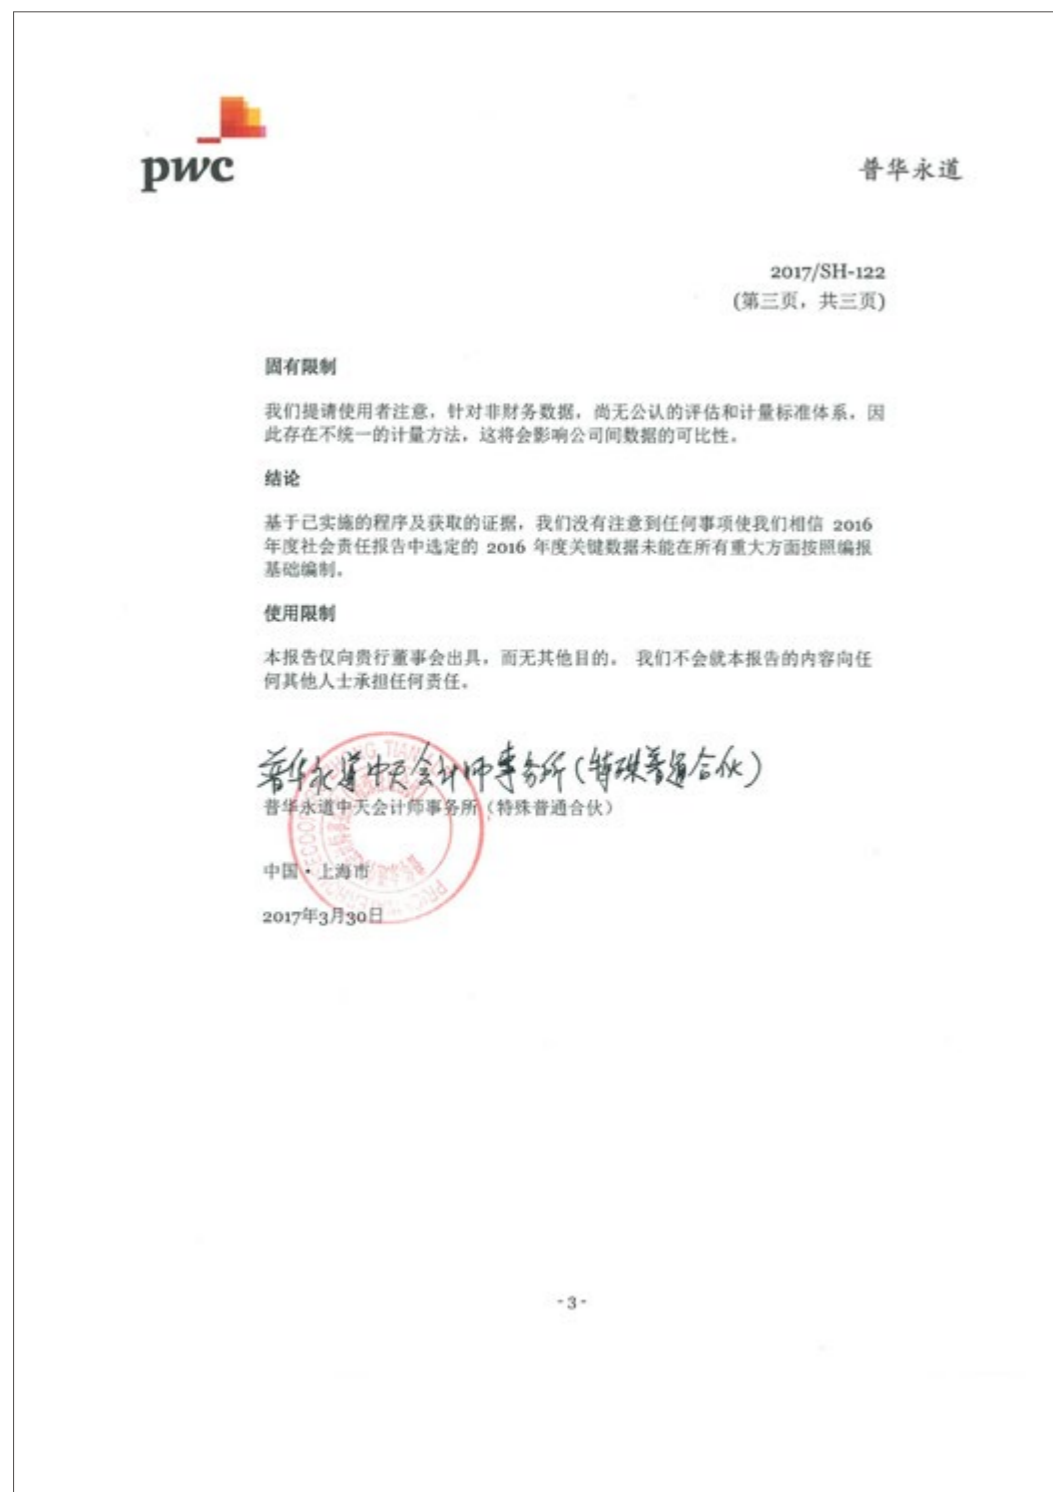 pwc
普华永道
2017/SH-122
(第三页，共三页)
固有限制
我们提请使用者注意，针对非财务数据，尚无公认的评估和计量标准体系，因
此存在不统一的计量方法，这将会影响公司间数据的可比性。
结论
基于已实施的程序及获取的证据，我们没有注意到任何事项使我们相信 2016
年度社会责任报告中选定的 2016 年度关键数据未能在所有重大方面按照编报
基础编制。
使用限制
本报告仅向贵行董事会出具，而无其他目的。 我们不会就本报告的内容向任
何其他人士承担任何责任。
普华永道中天会计师事务所(特殊普通合伙)
普华永道中天会计师事务所（特殊普通合伙）
中国·上海市
2017年3月30日
-3-